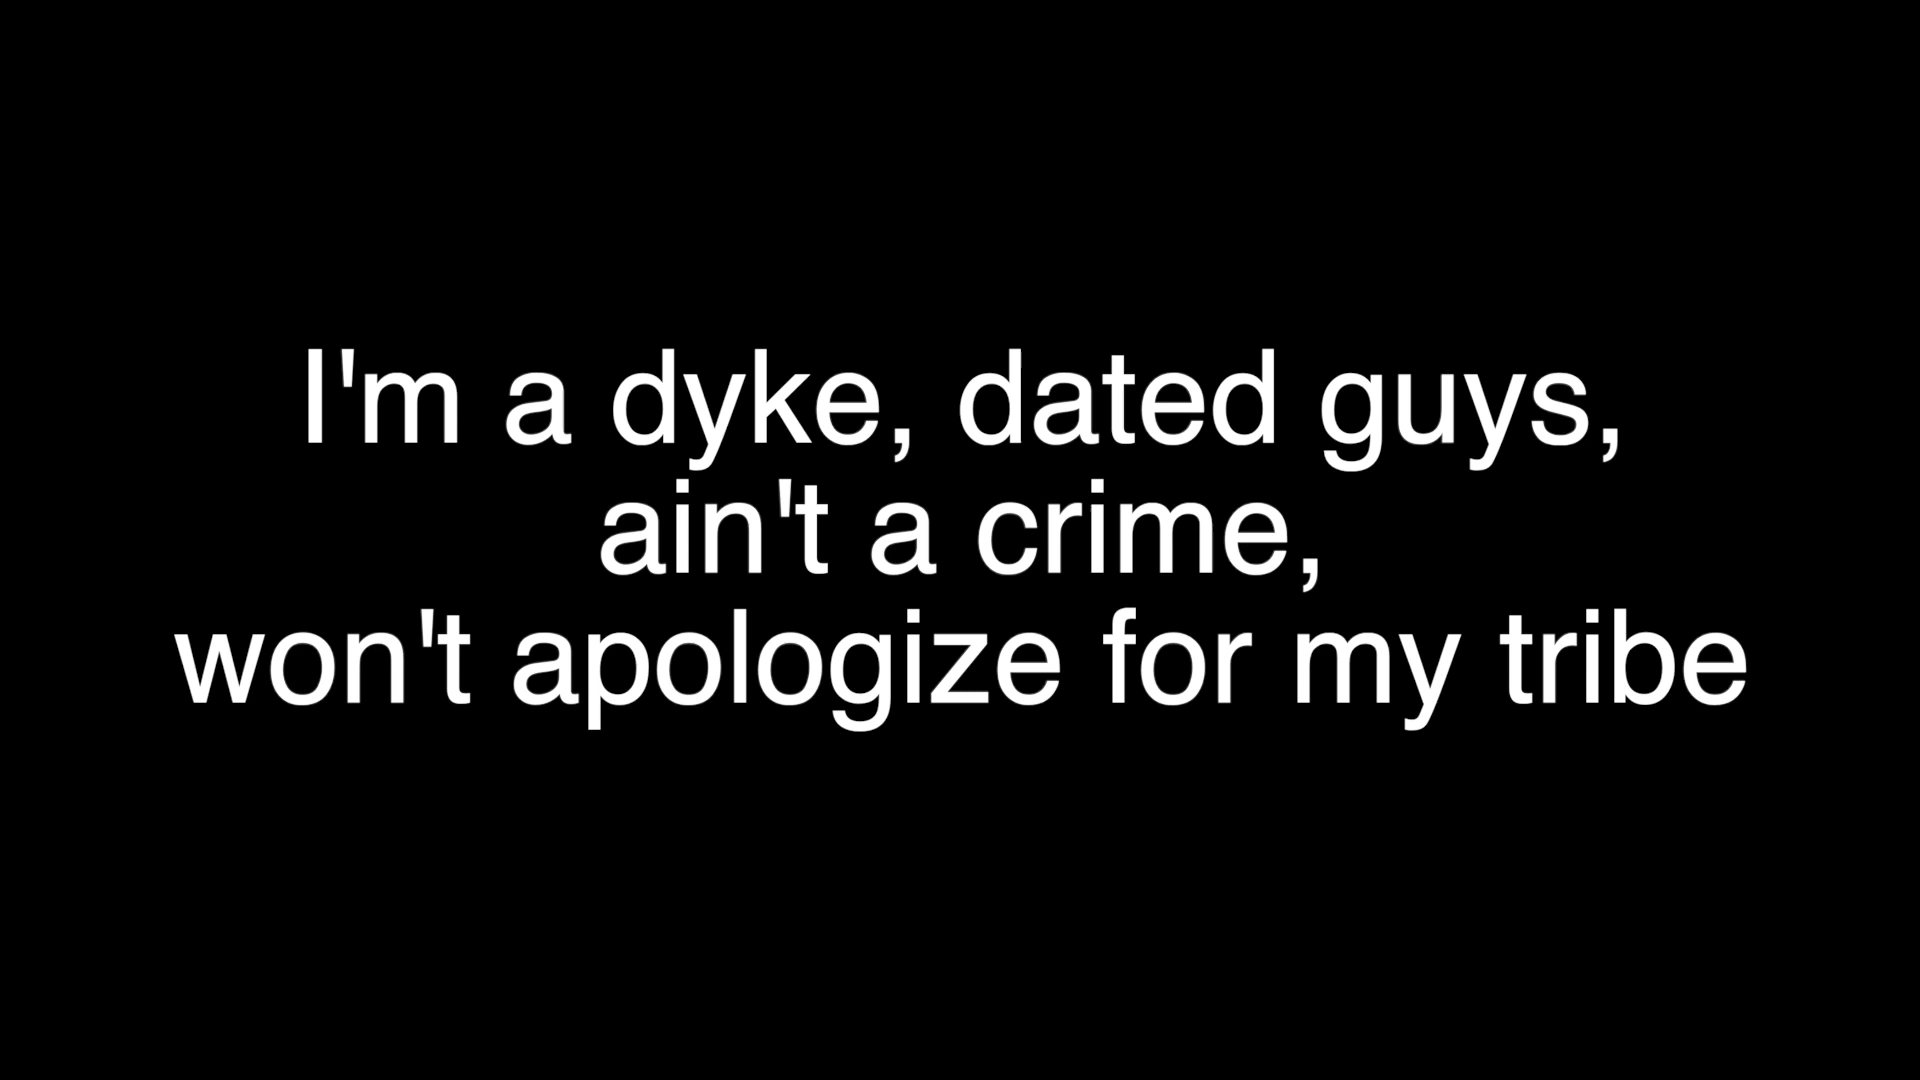 I'm a dyke, dated guys,
ain't a crime,
won't apologize for my tribe